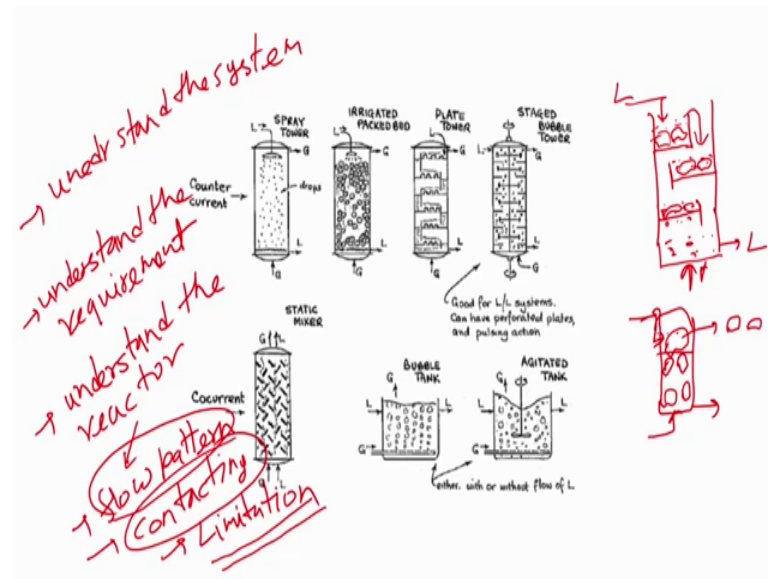 → unedrstand the system
→ understand the
requirement
→ understand the
reactor
→ flow pattern
→ contacting
→ Limitation
SPRAY
TOWER
L
G
drops
L
G
Counter
current
IRRIGATED
PACKED BED
L
G
L
G
PLATE
TOWER
L
G
L
G
STAGED
BUBBLE
TOWER
L
G
L
G
Good for L/L systems.
Can have perforated plates,
and pulsing action
STATIC
MIXER
G L
Cocurrent
G L
BUBBLE
TANK
G
L
L
G
AGITATED
TANK
G
L
L
G
either. with or without flow of L
L
L